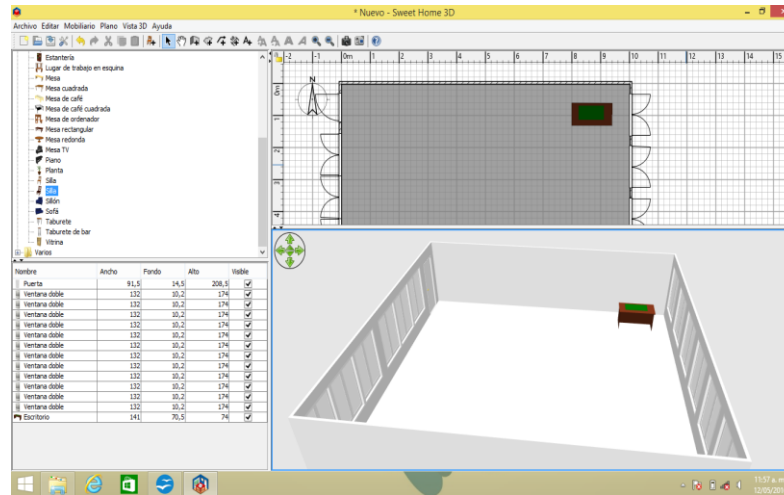 * Nuevo - Sweet Home 3D
Archivo Editar Mobiliario Plano Vista 3D Ayuda
Estantería
Lugar de trabajo en esquina
Mesa
Mesa cuadrada
Mesa de café
Mesa de café cuadrada
Mesa de ordenador
Mesa rectangular
Mesa redonda
Mesa TV
Piano
Planta
Silla
Silla
Sillón
Sofá
Taburete
Taburete de bar
Vitrina
Varios
-2 -1 0m 1 2 3 4 5 6 7 8 9 10 11 12 13 14 15
0m
1
2
3
4
N
Nombre Ancho Fondo Alto Visible
Puerta 91,5 14,5 208,5
Ventana doble 132 10,2 174
Ventana doble 132 10,2 174
Ventana doble 132 10,2 174
Ventana doble 132 10,2 174
Ventana doble 132 10,2 174
Ventana doble 132 10,2 174
Ventana doble 132 10,2 174
Ventana doble 132 10,2 174
Ventana doble 132 10,2 174
Ventana doble 132 10,2 174
Ventana doble 132 10,2 174
Ventana doble 132 10,2 174
Escritorio 141 70,5 74
11:57 a.m.